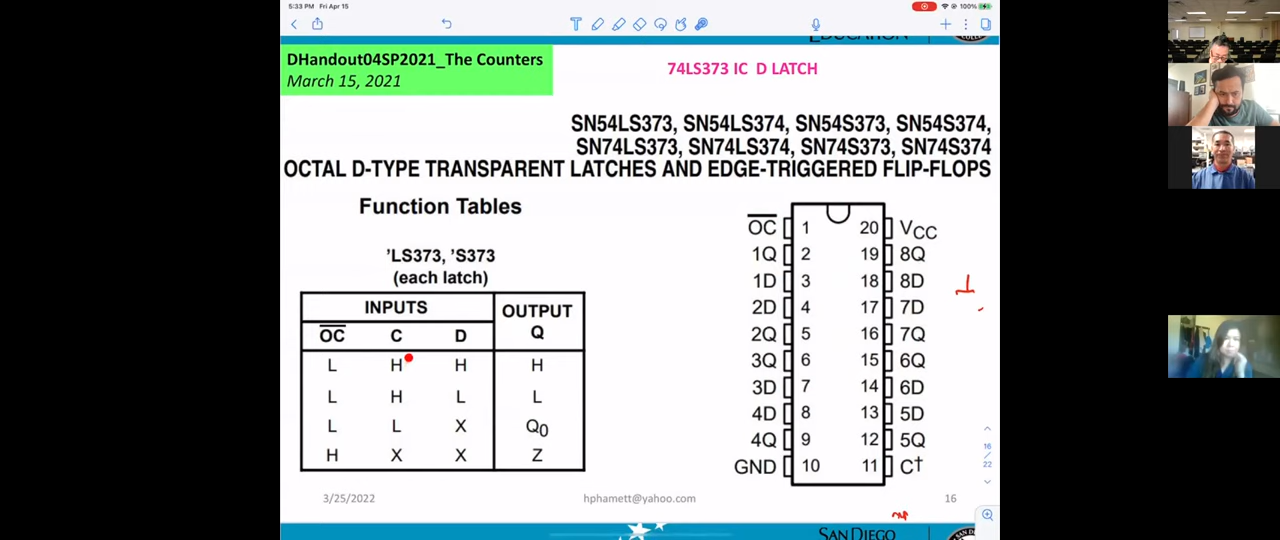 5:33 PM Fri Apr 15
100%
EDUCATION
DHandout04SP2021_The Counters
March 15, 2021
74LS373 IC D LATCH
SN54LS373, SN54LS374, SN54S373, SN54S374,
SN74LS373, SN74LS374, SN74S373, SN74S374
OCTAL D-TYPE TRANSPARENT LATCHES AND EDGE-TRIGGERED FLIP-FLOPS
Function Tables
'LS373, 'S373
(each latch)
INPUTS OUTPUT
O̅C̅ C D Q
L H H H
L H L L
L L X Q0
H X X Z
O̅C̅ 1 20 VCC
1Q 2 19 8Q
1D 3 18 8D
2D 4 17 7D
2Q 5 16 7Q
3Q 6 15 6Q
3D 7 14 6D
4D 8 13 5D
4Q 9 12 5Q
GND 10 11 C†
16
/
22
3/25/2022 hphamett@yahoo.com 16
SAN DIEGO